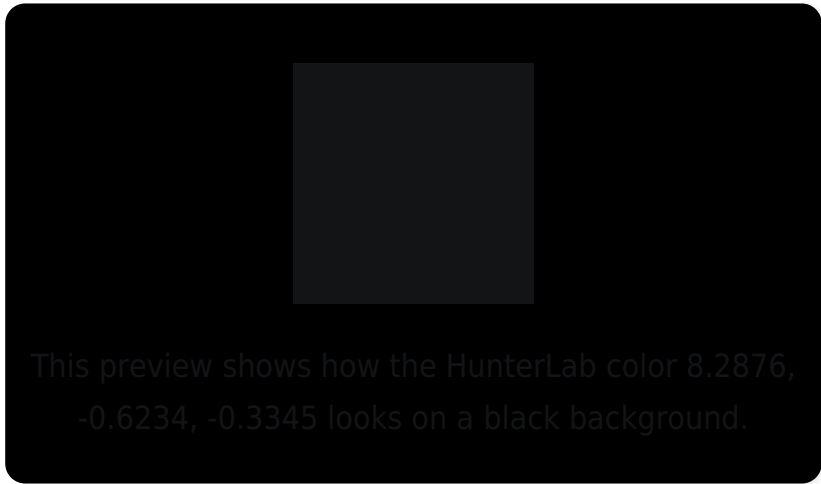 This preview shows how the HunterLab color 8.2876,
-0.6234, -0.3345 looks on a black background.